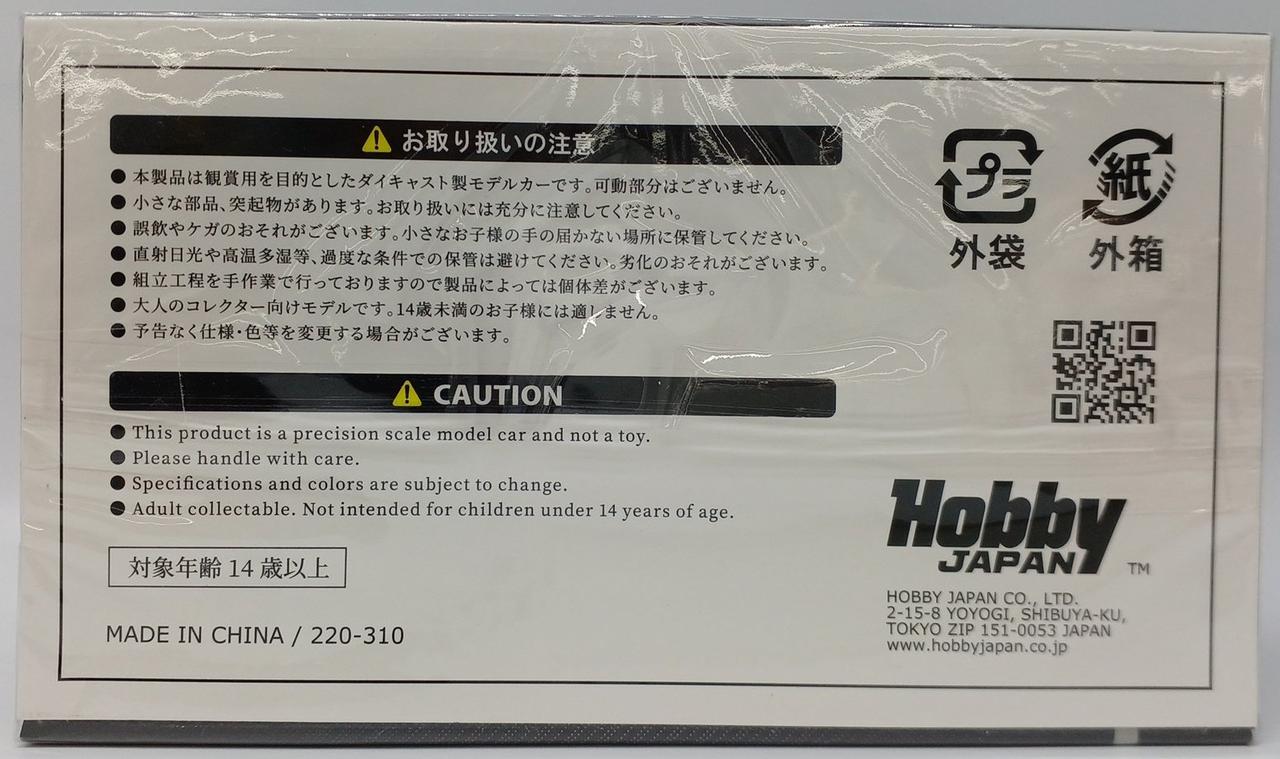 お取り扱いの注意
● 本製品は観賞用を目的としたダイキャスト製モデルカーです。可動部分はございません。
● 小さな部品、突起物があります。お取り扱いには充分に注意してください。
● 誤飲やケガのおそれがございます。小さなお子様の手の届かない場所に保管してください。
● 直射日光や高温多湿等、過度な条件での保管は避けてください。劣化のおそれがございます。
● 組立工程を手作業で行っておりますので製品によっては個体差がございます。
● 大人のコレクター向けモデルです。14歳未満のお子様には適しません。
● 予告なく仕様・色等を変更する場合がございます。
CAUTION
● This product is a precision scale model car and not a toy.
● Please handle with care.
● Specifications and colors are subject to change.
● Adult collectable. Not intended for children under 14 years of age.
対象年齢 14 歳以上
MADE IN CHINA / 220-310
プラ
外袋
紙
外箱
Hobby
JAPAN TM
HOBBY JAPAN CO., LTD.
2-15-8 YOYOGI, SHIBUYA-KU,
TOKYO ZIP 151-0053 JAPAN
www.hobbyjapan.co.jp